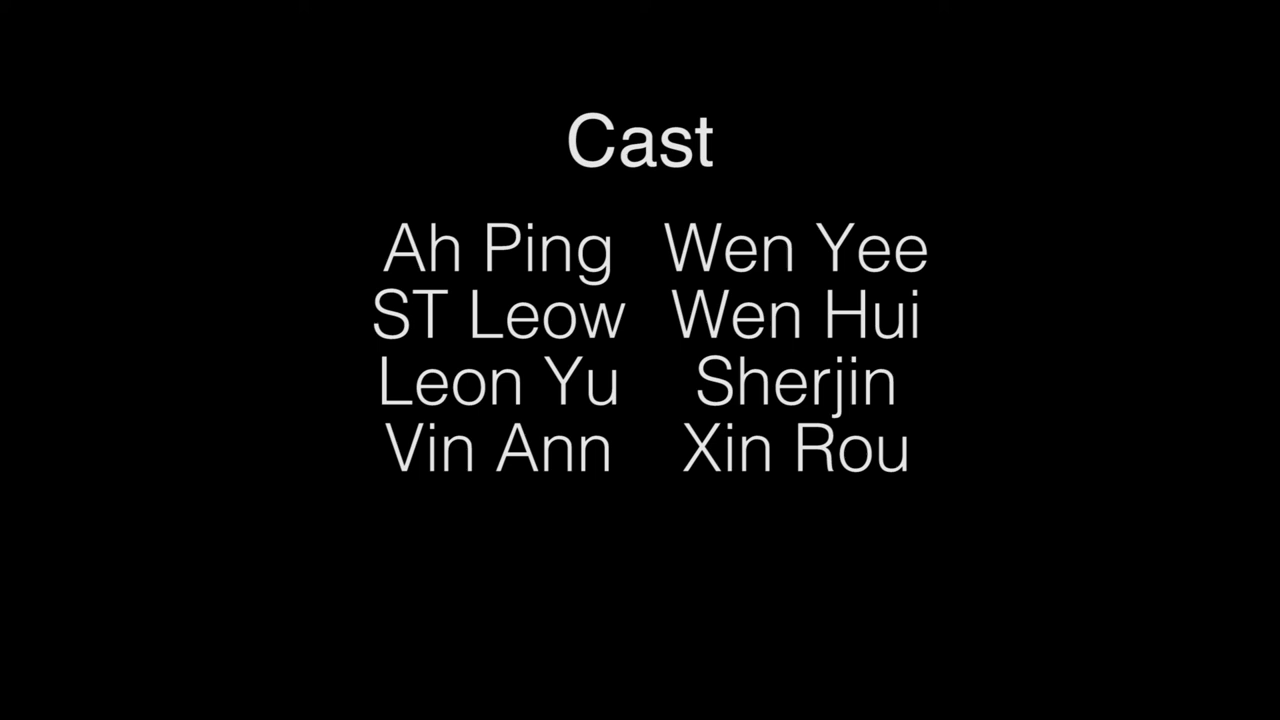 Cast
Ah Ping Wen Yee
ST Leow Wen Hui
Leon Yu Sherjin
Vin Ann Xin Rou